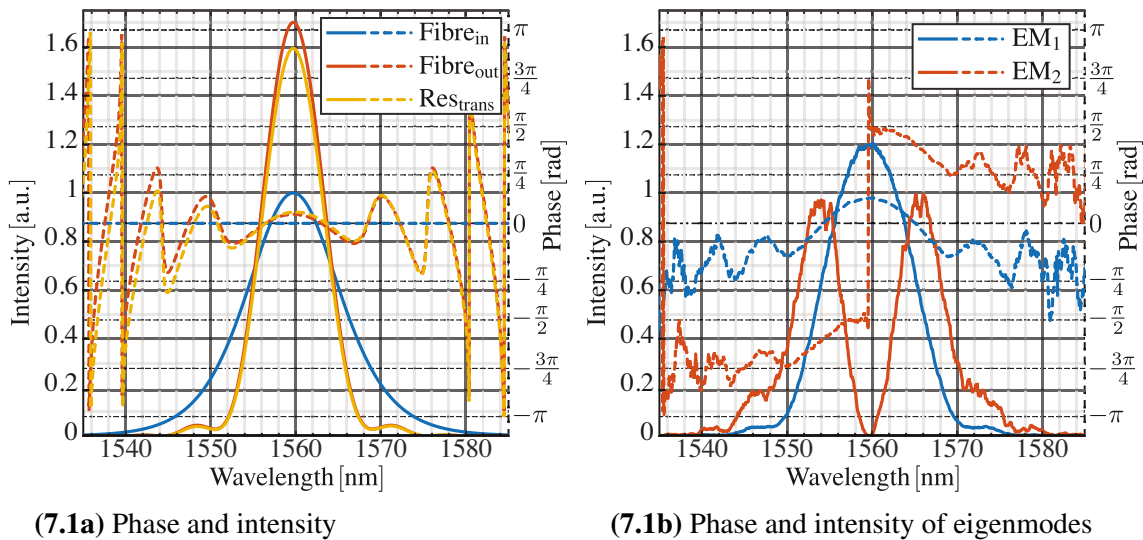 Fibre_in
Fibre_out
Res_trans
Intensity [a.u.]
1.6
1.4
1.2
1
0.8
0.6
0.4
0.2
0
π
3π/4
π/2
π/4
0
−π/4
−π/2
−3π/4
−π
Phase [rad]
1540 1550 1560 1570 1580
Wavelength [nm]
(7.1a) Phase and intensity
EM_1
EM_2
Intensity [a.u.]
1.6
1.4
1.2
1
0.8
0.6
0.4
0.2
0
π
3π/4
π/2
π/4
0
−π/4
−π/2
−3π/4
−π
Phase [rad]
1540 1550 1560 1570 1580
Wavelength [nm]
(7.1b) Phase and intensity of eigenmodes